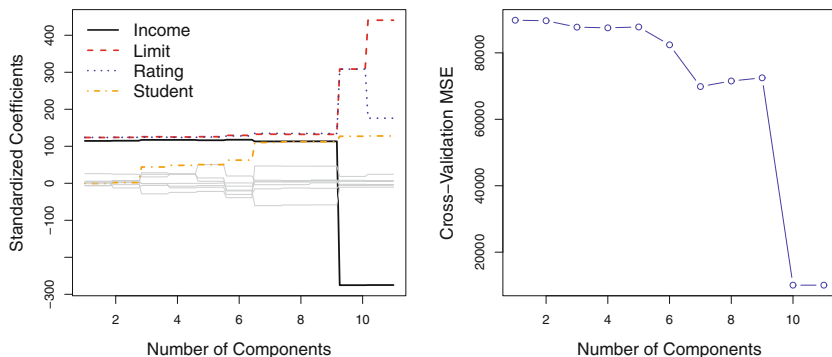 Income
Limit
Rating
Student
Standardized Coefficients
-300 -100 0 100 200 300 400
2 4 6 8 10
Number of Components
Cross−Validation MSE
20000 40000 60000 80000
2 4 6 8 10
Number of Components